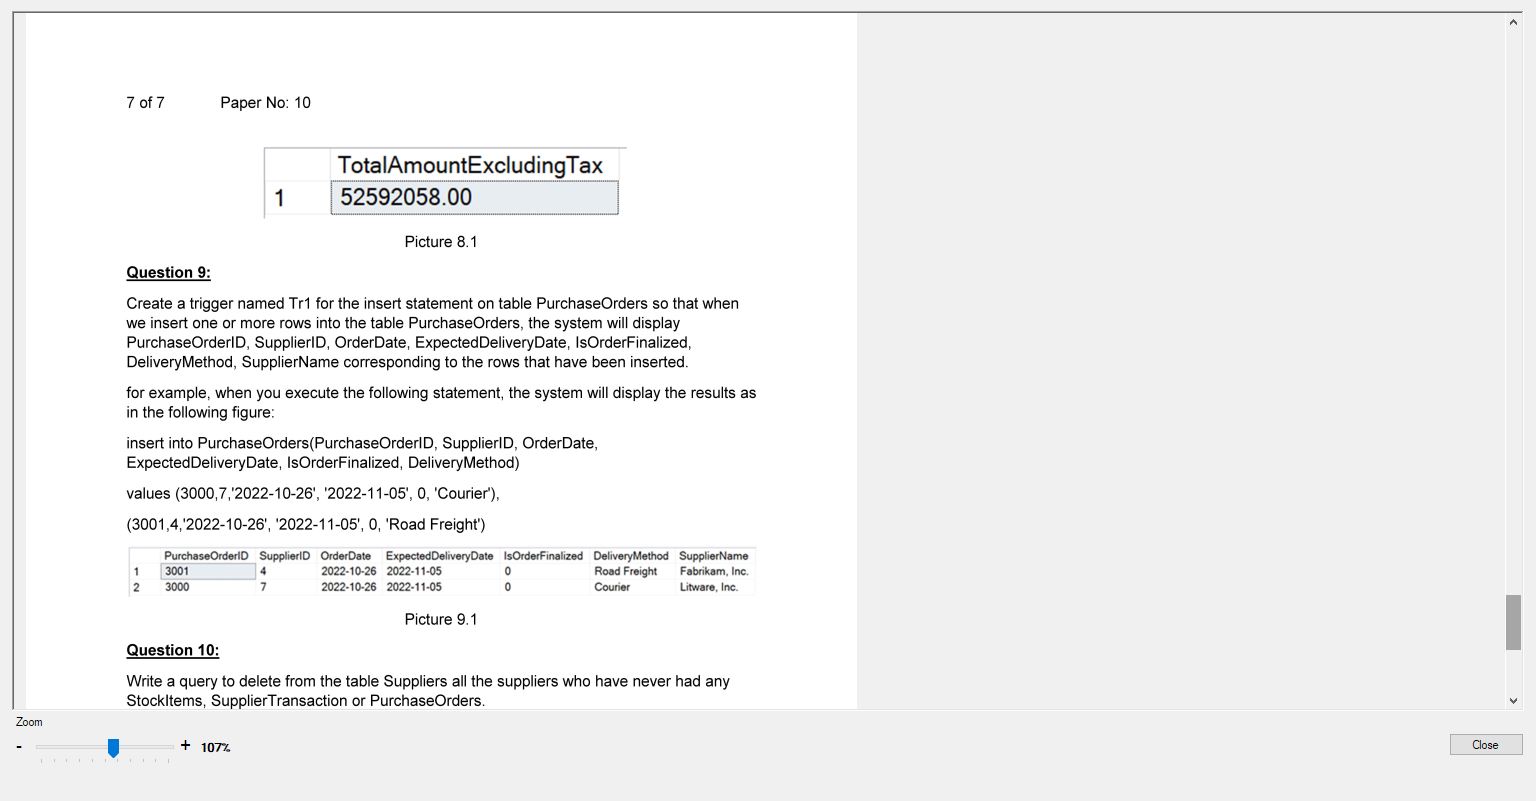 7 of 7 Paper No: 10
TotalAmountExcludingTax
1 52592058.00
Picture 8.1
Question 9:
Create a trigger named Tr1 for the insert statement on table PurchaseOrders so that when
we insert one or more rows into the table PurchaseOrders, the system will display
PurchaseOrderID, SupplierID, OrderDate, ExpectedDeliveryDate, IsOrderFinalized,
DeliveryMethod, SupplierName corresponding to the rows that have been inserted.
for example, when you execute the following statement, the system will display the results as
in the following figure:
insert into PurchaseOrders(PurchaseOrderID, SupplierID, OrderDate,
ExpectedDeliveryDate, IsOrderFinalized, DeliveryMethod)
values (3000,7,'2022-10-26', '2022-11-05', 0, 'Courier'),
(3001,4,'2022-10-26', '2022-11-05', 0, 'Road Freight')
PurchaseOrderID SupplierID OrderDate ExpectedDeliveryDate IsOrderFinalized DeliveryMethod SupplierName
1 3001 4 2022-10-26 2022-11-05 0 Road Freight Fabrikam, Inc.
2 3000 7 2022-10-26 2022-11-05 0 Courier Litware, Inc.
Picture 9.1
Question 10:
Write a query to delete from the table Suppliers all the suppliers who have never had any
StockItems, SupplierTransaction or PurchaseOrders.
Zoom
- + 107%
Close